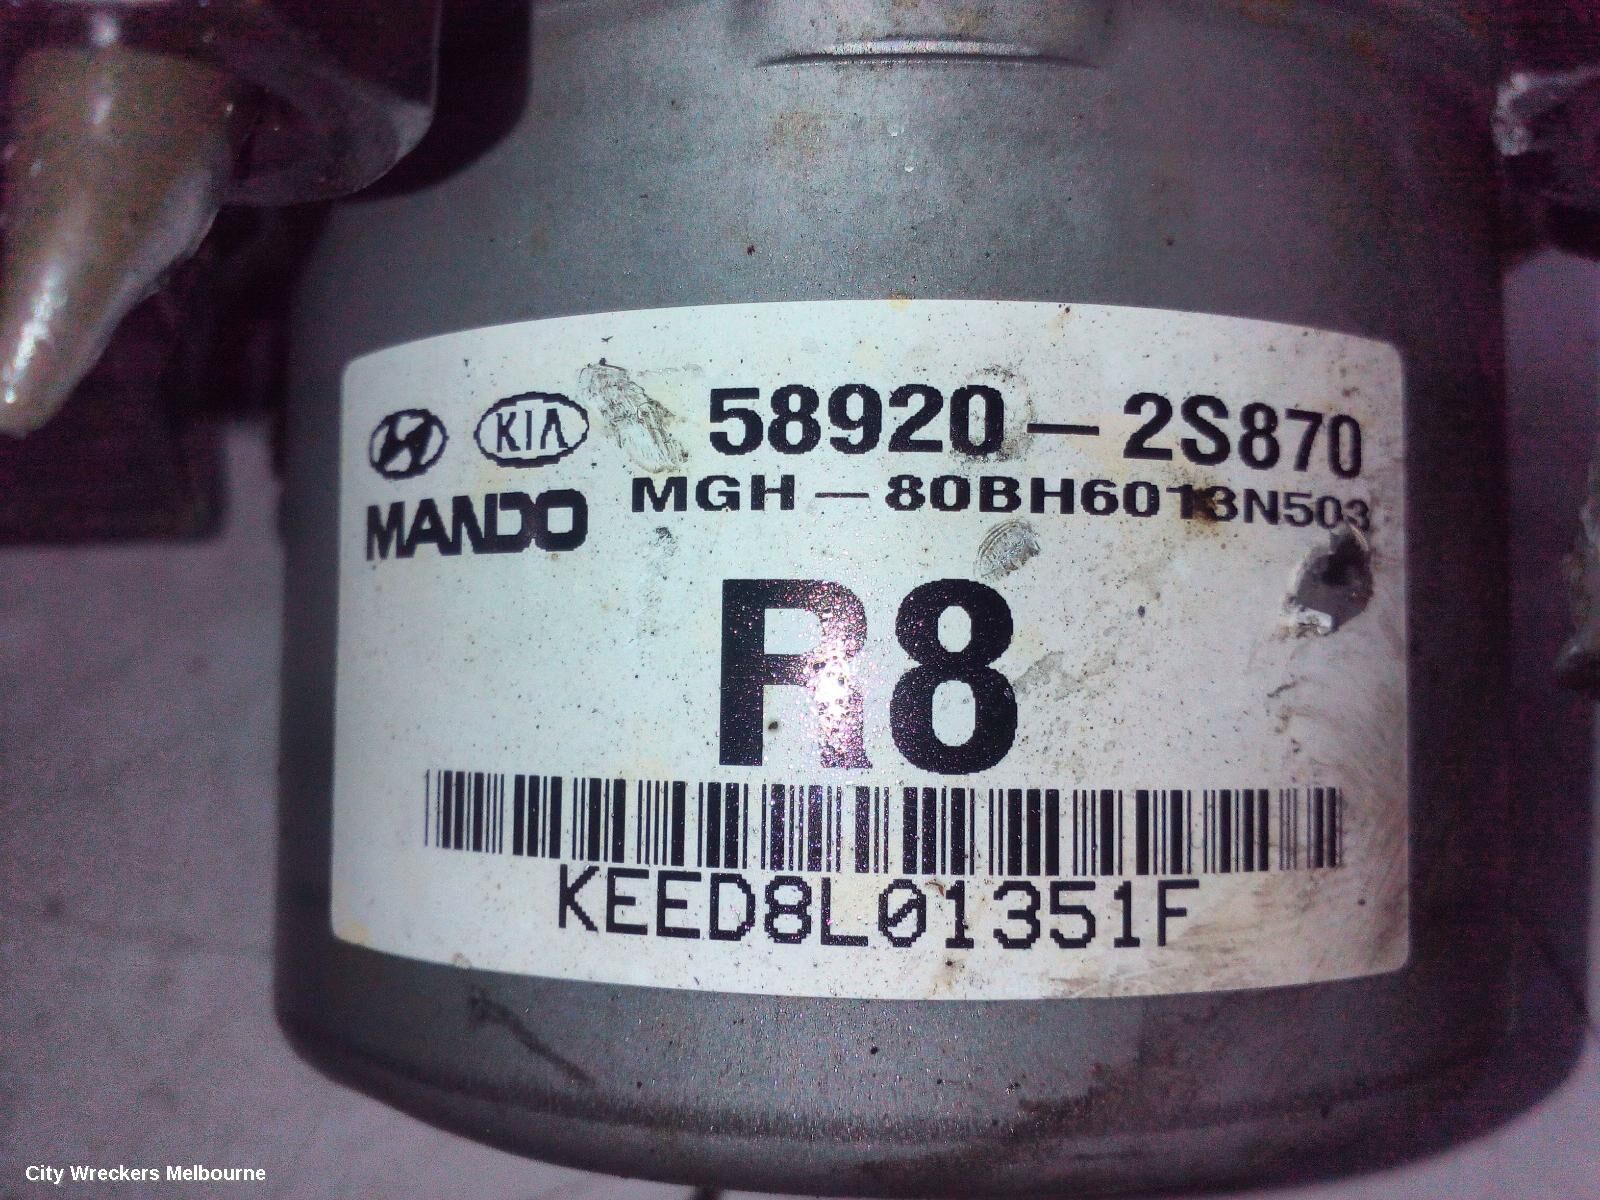 KIA 58920-2S870
MANDO MGH-80BH6013N503
R8
KEED8L01351F
City Wreckers Melbourne